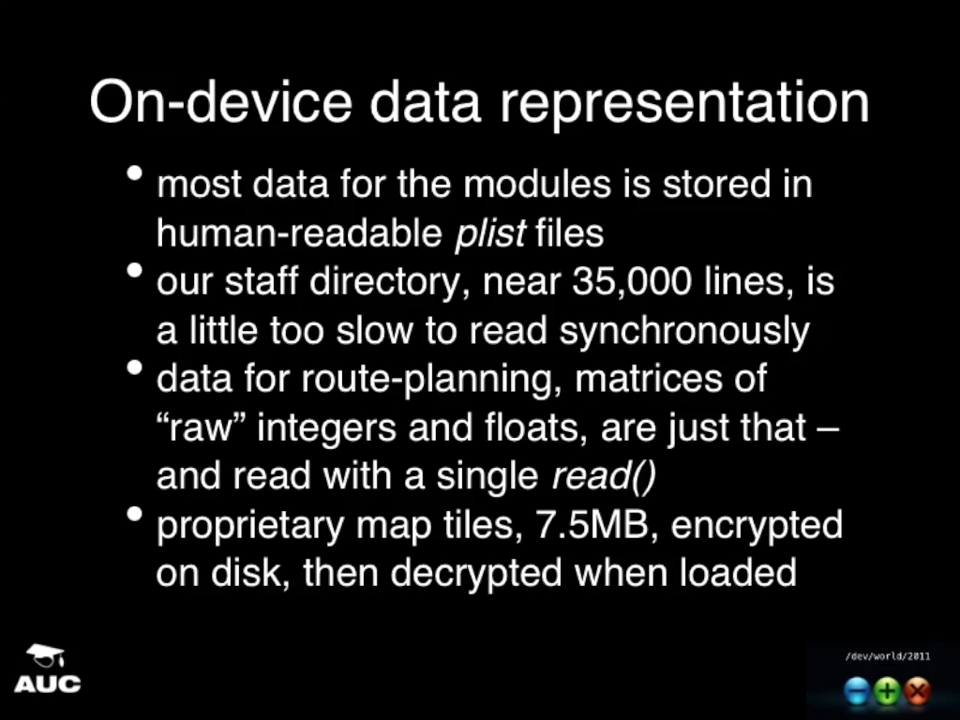 On-device data representation
• most data for the modules is stored in
human-readable plist files
• our staff directory, near 35,000 lines, is
a little too slow to read synchronously
• data for route-planning, matrices of
“raw” integers and floats, are just that –
and read with a single read()
• proprietary map tiles, 7.5MB, encrypted
on disk, then decrypted when loaded
AUC
/dev/world/2011